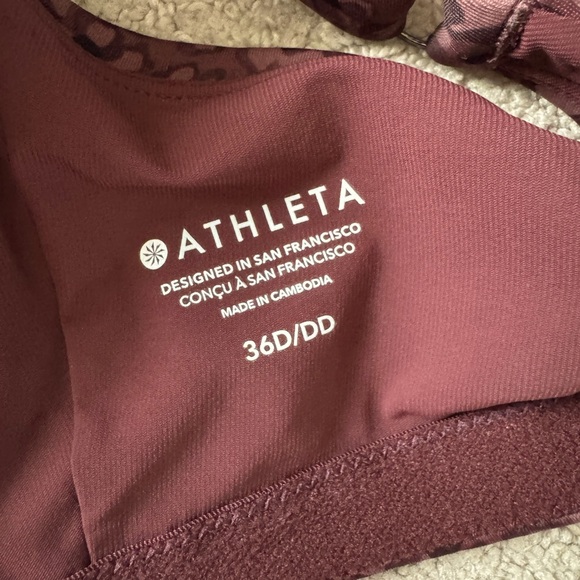 ATHLETA
DESIGNED IN SAN FRANCISCO
CONÇU À SAN FRANCISCO
MADE IN CAMBODIA
36D/DD